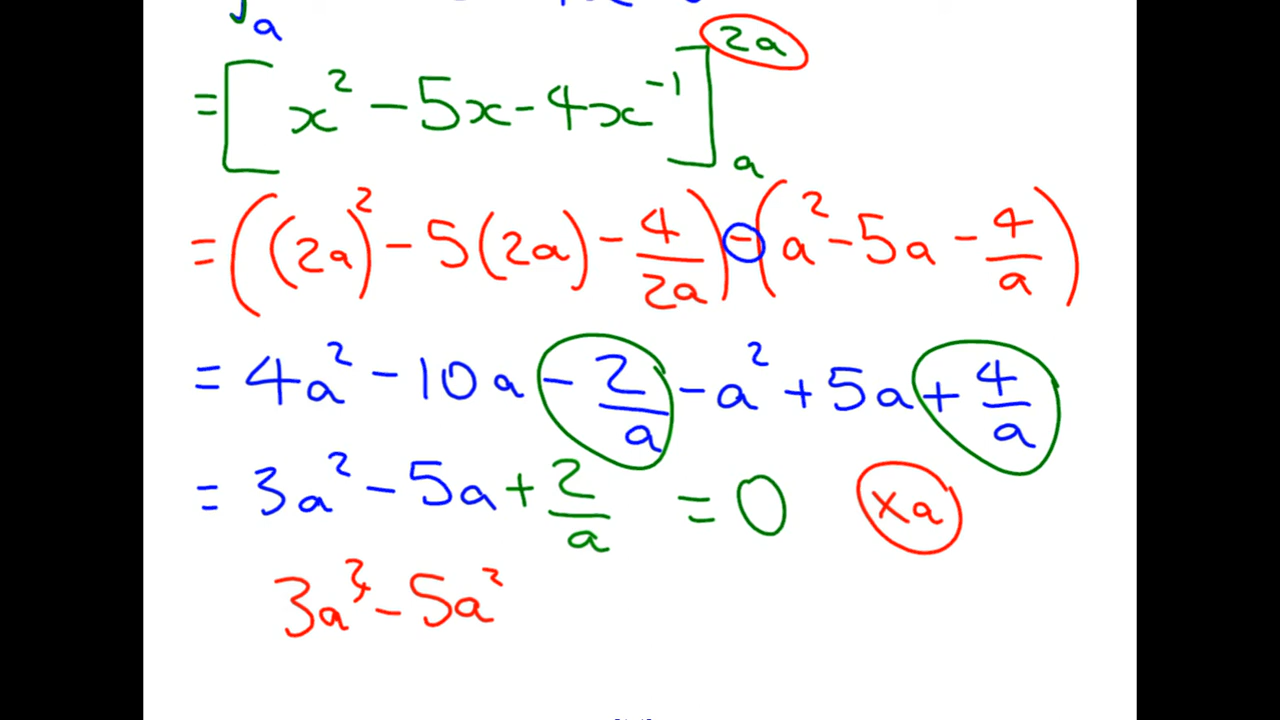 a
= [x² − 5x − 4x⁻¹]ₐ²ᵃ
= ((2a)² − 5(2a) − 4/2a) − (a² − 5a − 4/a)
= 4a² − 10a − 2/a − a² + 5a + 4/a
= 3a² − 5a + 2/a = 0 ×a
3a³ − 5a²